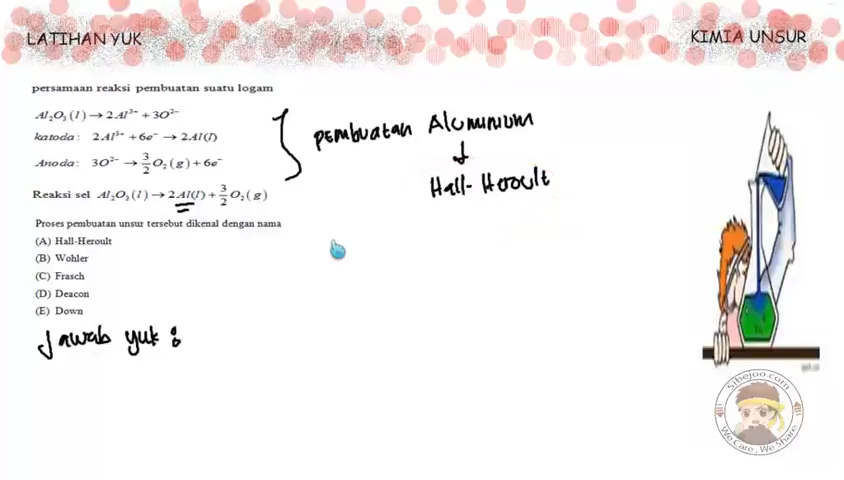 LATIHAN YUK
KIMIA UNSUR
persamaan reaksi pembuatan suatu logam
Al₂O₃(l) → 2Al³⁺ + 3O²⁻
katoda: 2Al³⁺ + 6e⁻ → 2Al(l)
Anoda: 3O²⁻ → 3/2 O₂(g) + 6e⁻
Reaksi sel Al₂O₃(l) → 2Al(l) + 3/2 O₂(g)
Pembuatan Aluminium
↓
Hall-Heroult
Proses pembuatan unsur tersebut dikenal dengan nama
(A) Hall-Heroult
(B) Wohler
(C) Frasch
(D) Deacon
(E) Down
Jawab yuk :
Sibejoo.com
We Care, We Share